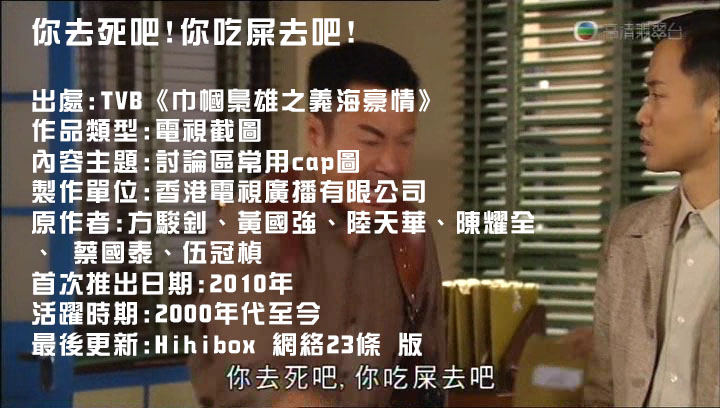 你去死吧!你吃屎去吧!
高清翡翠台
出處:TVB《巾幗梟雄之義海豪情》
作品類型:電視截圖
內容主題:討論區常用cap圖
製作單位:香港電視廣播有限公司
原作者:方駿釗、黃國強、陸天華、陳耀全
、 蔡國泰、伍冠楨
首次推出日期:2010年
活躍時期:2000年代至今
最後更新:Hihibox 網絡23條 版
你去死吧,你吃屎去吧